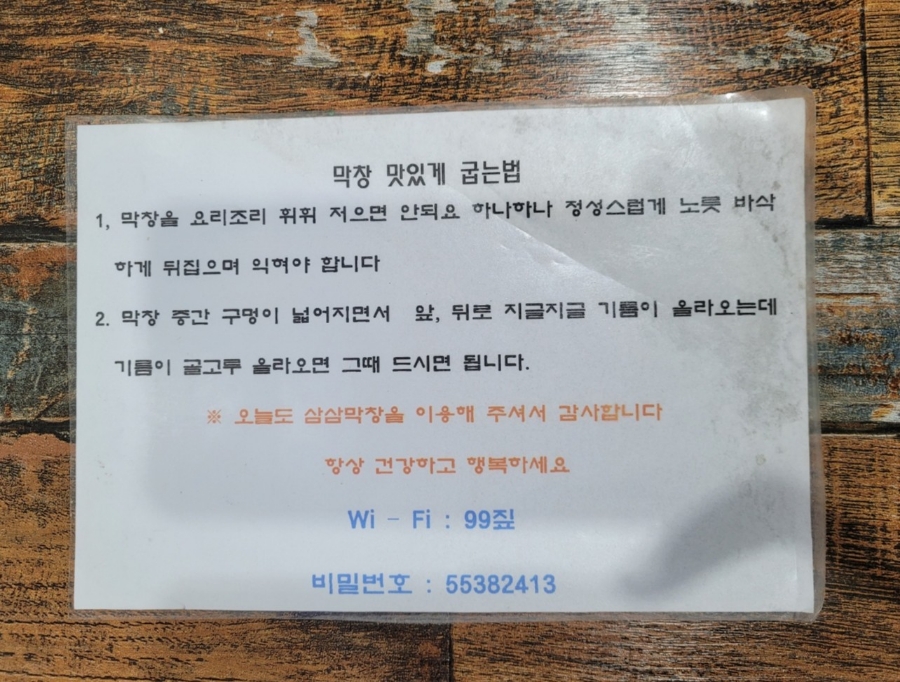 막창 맛있게 굽는법
1, 막창을 요리조리 휘휘 저으면 안되요 하나하나 정성스럽게 노릇 바삭
하게 뒤집으며 익혀야 합니다
2. 막창 중간 구멍이 넓어지면서 앞, 뒤로 지글지글 기름이 올라오는데
기름이 골고루 올라오면 그때 드시면 됩니다.
※ 오늘도 삼삼막창을 이용해 주셔서 감사합니다
항상 건강하고 행복하세요
Wi - Fi : 99짚
비밀번호 : 55382413